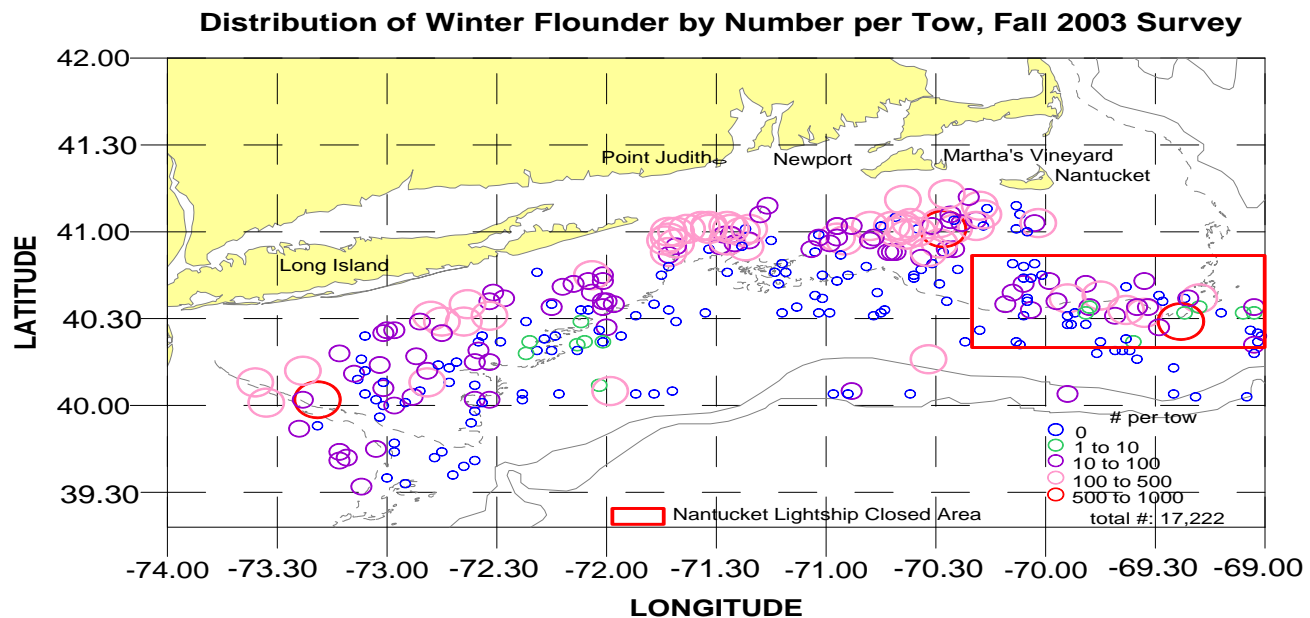 Distribution of Winter Flounder by Number per Tow, Fall 2003 Survey
42.00
41.30
Point Judith
Newport
Martha's Vineyard
Nantucket
41.00
Long Island
40.30
40.00
# per tow
0
1 to 10
10 to 100
100 to 500
500 to 1000
39.30
Nantucket Lightship Closed Area
total #: 17,222
LATITUDE
-74.00 -73.30 -73.00 -72.30 -72.00 -71.30 -71.00 -70.30 -70.00 -69.30 -69.00
LONGITUDE